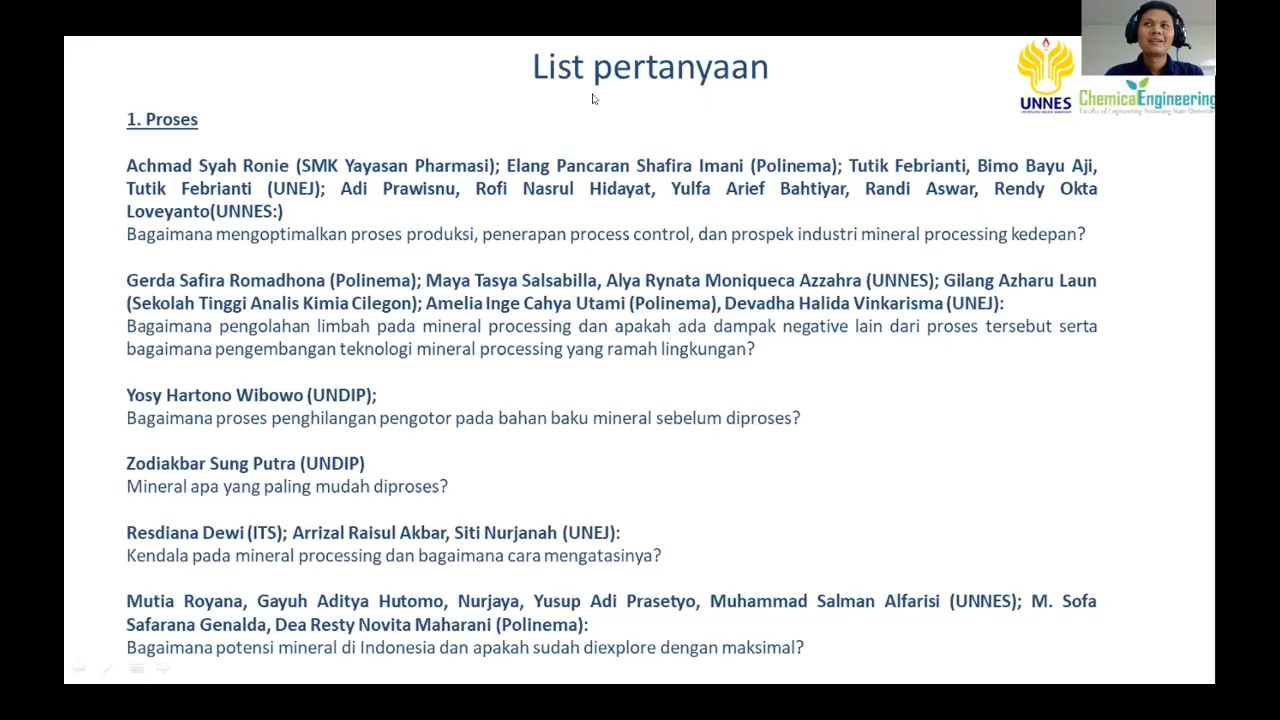 List pertanyaan
UNNES
ChemicalEngineering
Faculty of Engineering Semarang State Universit
1. Proses
Achmad Syah Ronie (SMK Yayasan Pharmasi); Elang Pancaran Shafira Imani (Polinema); Tutik Febrianti, Bimo Bayu Aji,
Tutik Febrianti (UNEJ); Adi Prawisnu, Rofi Nasrul Hidayat, Yulfa Arief Bahtiyar, Randi Aswar, Rendy Okta
Loveyanto(UNNES:)
Bagaimana mengoptimalkan proses produksi, penerapan process control, dan prospek industri mineral processing kedepan?
Gerda Safira Romadhona (Polinema); Maya Tasya Salsabilla, Alya Rynata Moniqueca Azzahra (UNNES); Gilang Azharu Laun
(Sekolah Tinggi Analis Kimia Cilegon); Amelia Inge Cahya Utami (Polinema), Devadha Halida Vinkarisma (UNEJ):
Bagaimana pengolahan limbah pada mineral processing dan apakah ada dampak negative lain dari proses tersebut serta
bagaimana pengembangan teknologi mineral processing yang ramah lingkungan?
Yosy Hartono Wibowo (UNDIP);
Bagaimana proses penghilangan pengotor pada bahan baku mineral sebelum diproses?
Zodiakbar Sung Putra (UNDIP)
Mineral apa yang paling mudah diproses?
Resdiana Dewi (ITS); Arrizal Raisul Akbar, Siti Nurjanah (UNEJ):
Kendala pada mineral processing dan bagaimana cara mengatasinya?
Mutia Royana, Gayuh Aditya Hutomo, Nurjaya, Yusup Adi Prasetyo, Muhammad Salman Alfarisi (UNNES); M. Sofa
Safarana Genalda, Dea Resty Novita Maharani (Polinema):
Bagaimana potensi mineral di Indonesia dan apakah sudah diexplore dengan maksimal?